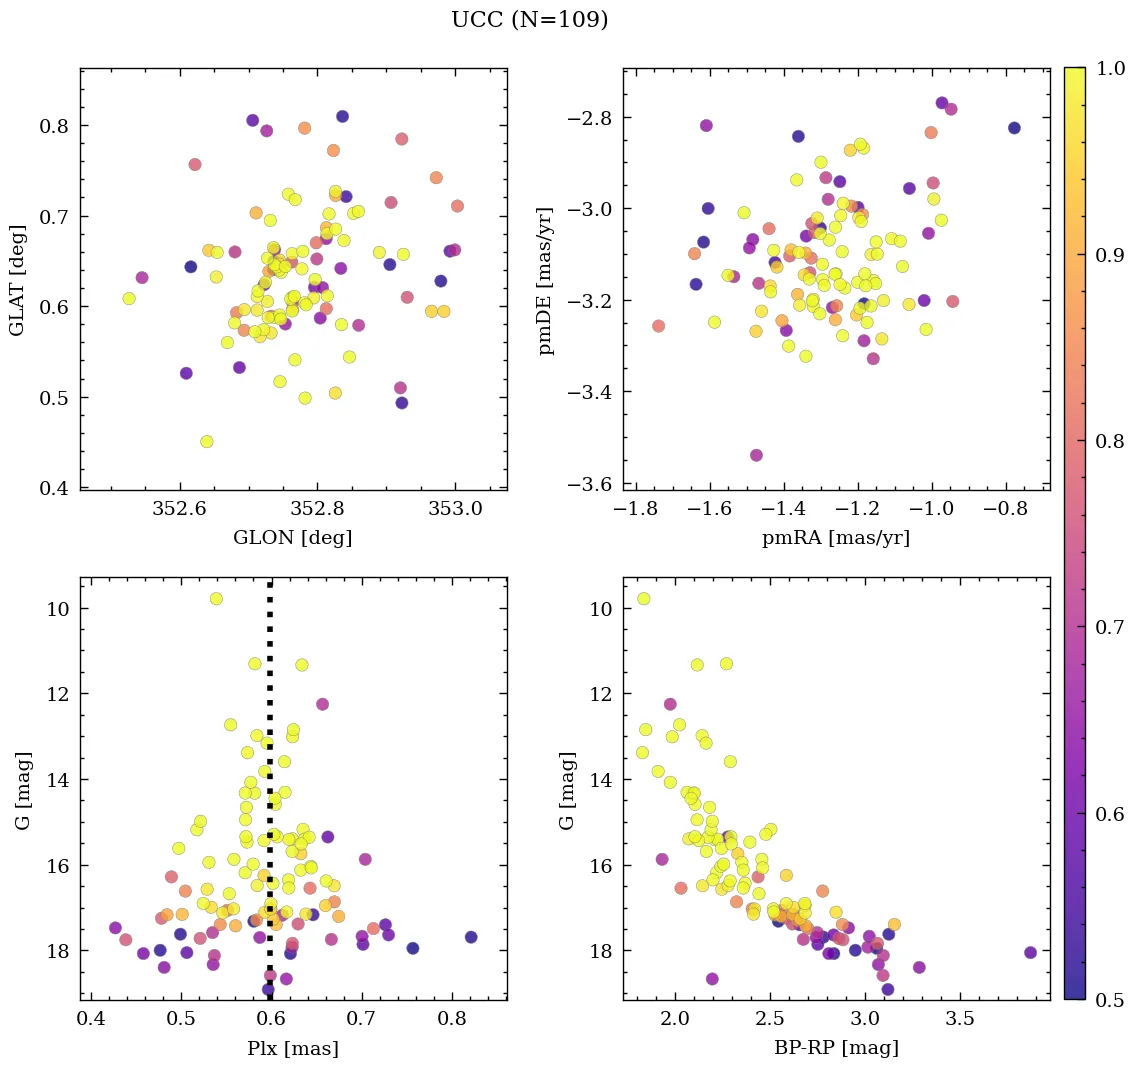 UCC (N=109)
0.8
0.7
0.6
0.5
0.4
GLAT [deg]
352.6 352.8 353.0
GLON [deg]
−2.8
−3.0
−3.2
−3.4
−3.6
pmDE [mas/yr]
−1.8 −1.6 −1.4 −1.2 −1.0 −0.8
pmRA [mas/yr]
1.0
0.9
0.8
0.7
0.6
0.5
10
12
14
16
18
G [mag]
0.4 0.5 0.6 0.7 0.8
Plx [mas]
10
12
14
16
18
G [mag]
2.0 2.5 3.0 3.5
BP-RP [mag]